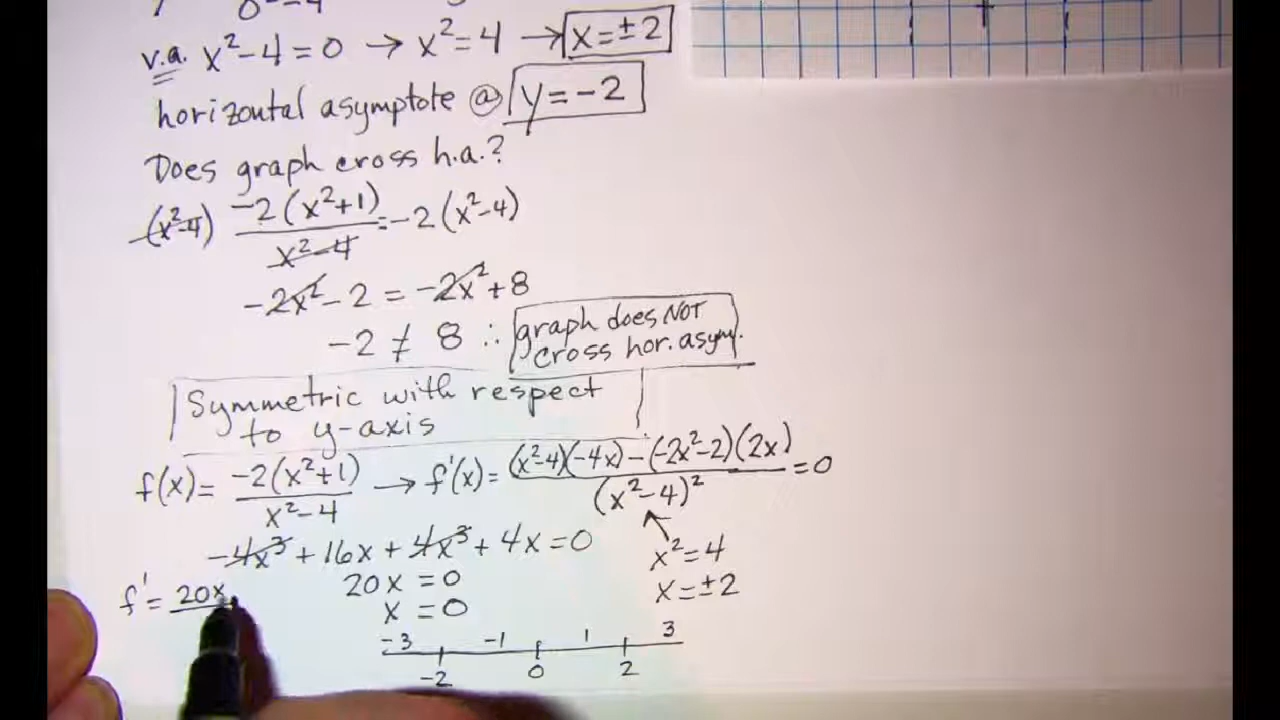 v.a. x²-4=0 → x²=4 → x=±2
horizontal asymptote @ y=-2
Does graph cross h.a.?
(x²-4) -2(x²+1)/x²-4 = -2(x²-4)
-2x²-2 = -2x²+8
-2 ≠ 8 ∴ graph does NOT
cross hor. asym.
Symmetric with respect
to y-axis
f(x)= -2(x²+1)/x²-4 → f'(x)= (x²-4)(-4x)-(-2x²-2)(2x)/(x²-4)² =0
-4x³+16x+4x³+4x=0
x²=4
20x=0
x=±2
f'= 20x
x=0
-3 -1 1 3
-2 0 2